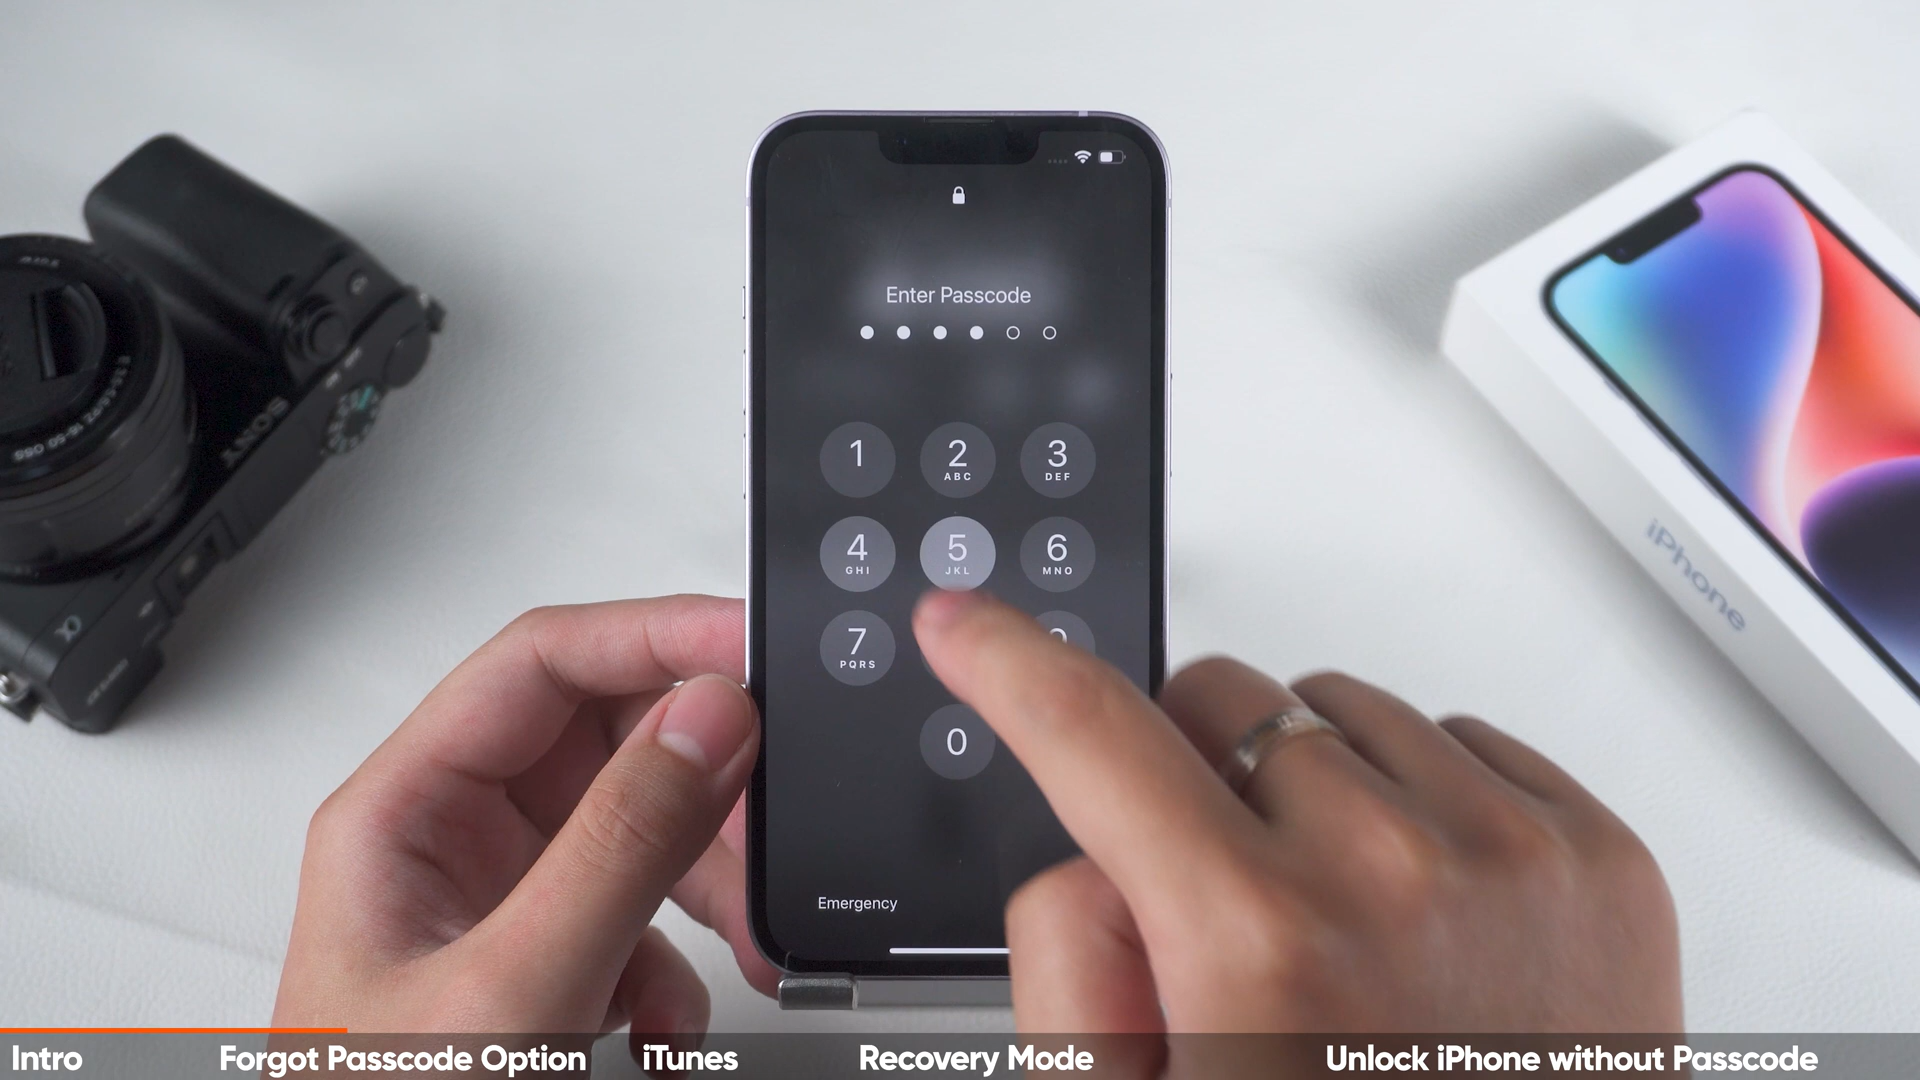 Enter Passcode
1
2
ABC
3
DEF
4
GHI
5
JKL
6
MNO
7
PQRS
0
Emergency
SONY
iPhone
Intro
Forgot Passcode Option
iTunes
Recovery Mode
Unlock iPhone without Passcode